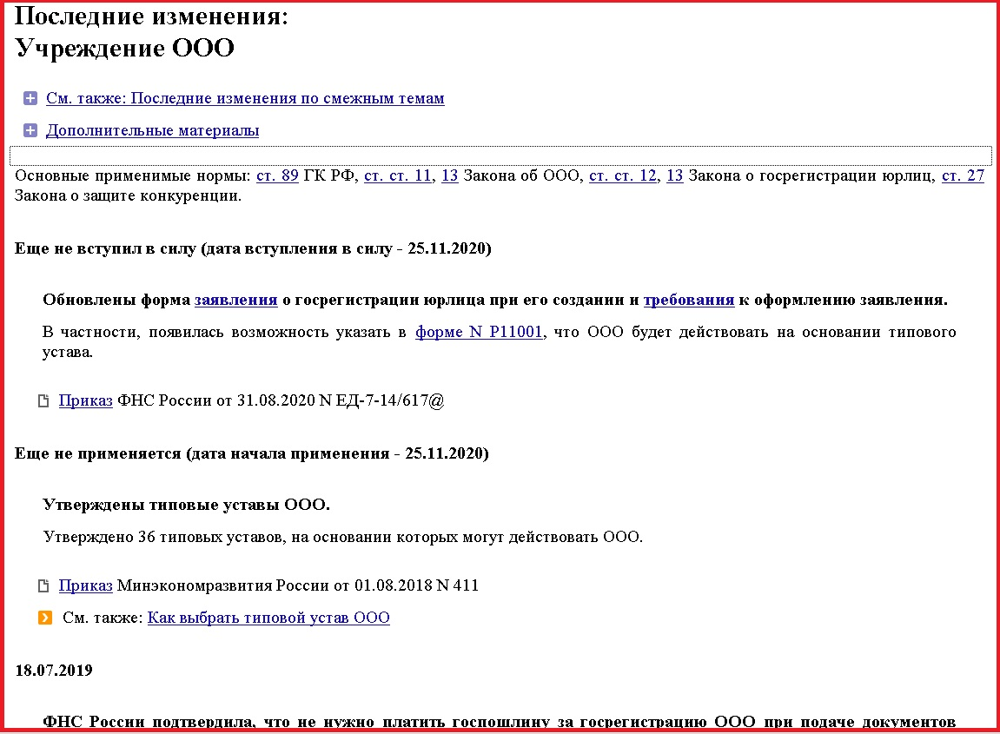 Последние изменения:
Учреждение ООО
См. также: Последние изменения по смежным темам
Дополнительные материалы
Основные применимые нормы: ст. 89 ГК РФ, ст. ст. 11, 13 Закона об ООО, ст. ст. 12, 13 Закона о госрегистрации юрлиц, ст. 27
Закона о защите конкуренции.
Еще не вступил в силу (дата вступления в силу - 25.11.2020)
Обновлены форма заявления о госрегистрации юрлица при его создании и требования к оформлению заявления.
В частности, появилась возможность указать в форме N Р11001, что ООО будет действовать на основании типового
устава.
Приказ ФНС России от 31.08.2020 N ЕД-7-14/617@
Еще не применяется (дата начала применения - 25.11.2020)
Утверждены типовые уставы ООО.
Утверждено 36 типовых уставов, на основании которых могут действовать ООО.
Приказ Минэкономразвития России от 01.08.2018 N 411
См. также: Как выбрать типовой устав ООО
18.07.2019
ФНС России подтвердила, что не нужно платить госпошлину за госрегистрацию ООО при подаче документов